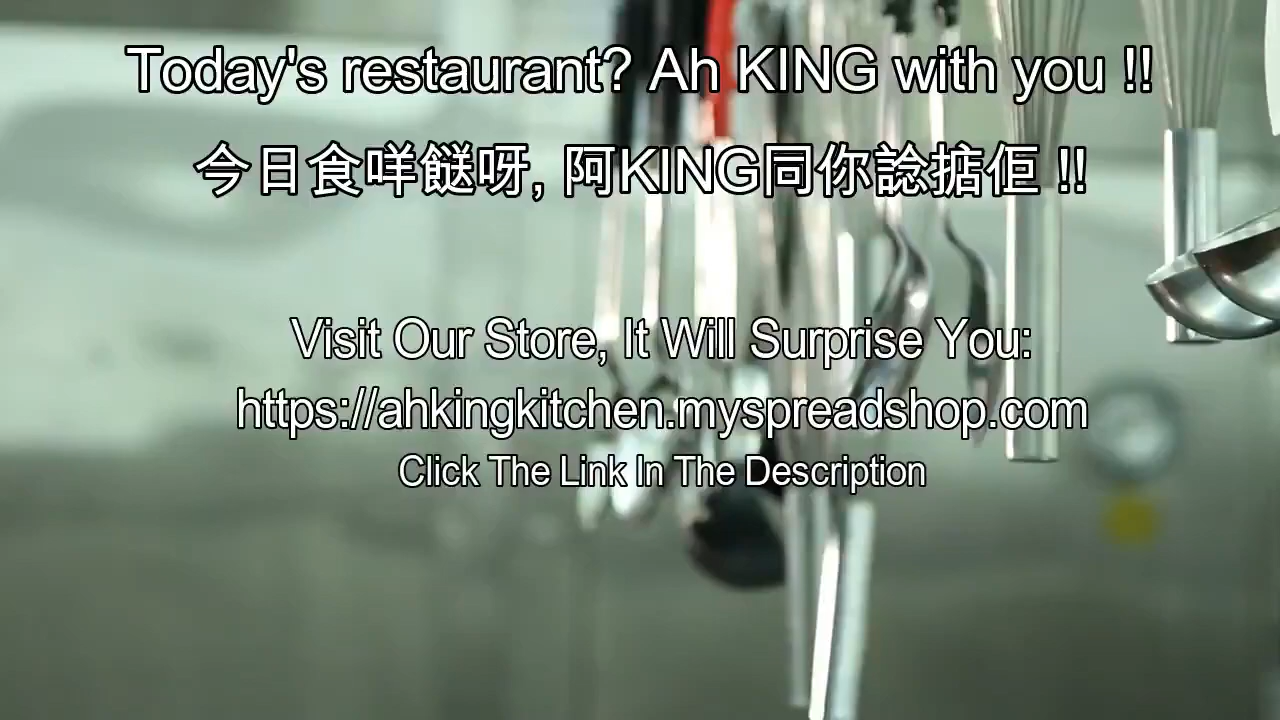 Today's restaurant? Ah KING with you !!
今日食咩餸呀, 阿KING同你諗掂佢 !!
Visit Our Store, It Will Surprise You:
https://ahkingkitchen.myspreadshop.com
Click The Link In The Description